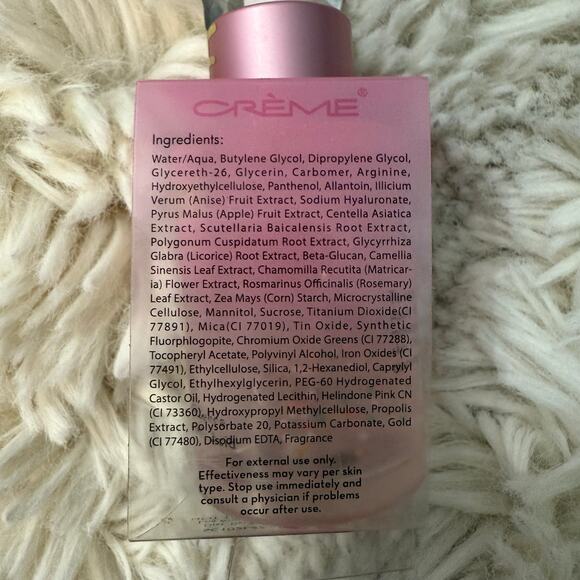 CRÈME®
Ingredients:
Water/Aqua, Butylene Glycol, Dipropylene Glycol,
Glycereth-26, Glycerin, Carbomer, Arginine,
Hydroxyethylcellulose, Panthenol, Allantoin, Illicium
Verum (Anise) Fruit Extract, Sodium Hyaluronate,
Pyrus Malus (Apple) Fruit Extract, Centella Asiatica
Extract, Scutellaria Baicalensis Root Extract,
Polygonum Cuspidatum Root Extract, Glycyrrhiza
Glabra (Licorice) Root Extract, Beta-Glucan, Camellia
Sinensis Leaf Extract, Chamomilla Recutita (Matricar-
ia) Flower Extract, Rosmarinus Officinalis (Rosemary)
Leaf Extract, Zea Mays (Corn) Starch, Microcrystalline
Cellulose, Mannitol, Sucrose, Titanium Dioxide(CI
77891), Mica(CI 77019), Tin Oxide, Synthetic
Fluorphlogopite, Chromium Oxide Greens (CI 77288),
Tocopheryl Acetate, Polyvinyl Alcohol, Iron Oxides (CI
77491), Ethylcellulose, Silica, 1,2-Hexanediol, Caprylyl
Glycol, Ethylhexylglycerin, PEG-60 Hydrogenated
Castor Oil, Hydrogenated Lecithin, Helindone Pink CN
(CI 73360), Hydroxypropyl Methylcellulose, Propolis
Extract, Polysorbate 20, Potassium Carbonate, Gold
(CI 77480), Disodium EDTA, Fragrance
For external use only.
Effectiveness may vary per skin
type. Stop use immediately and
consult a physician if problems
occur after use.